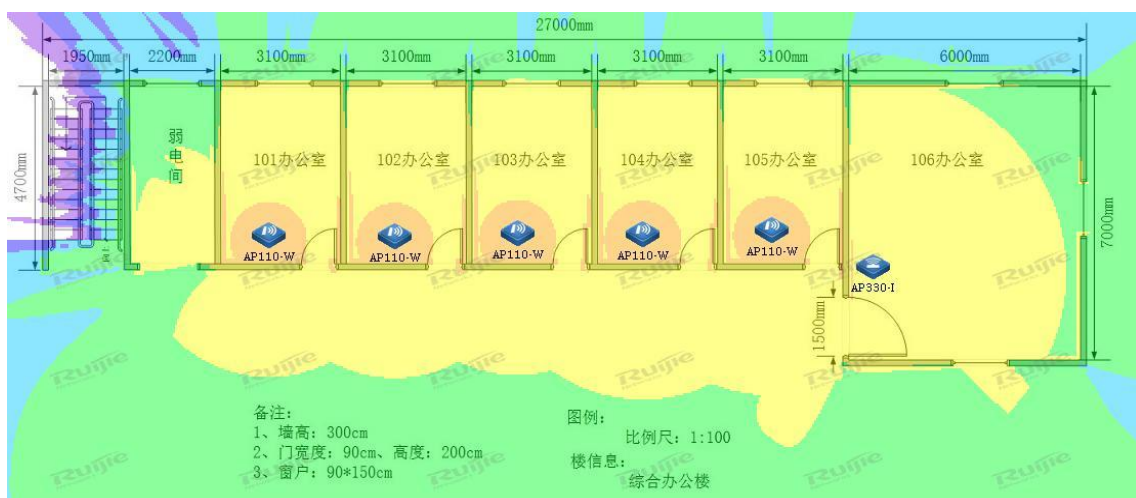 27000mm
1950mm
2200mm
3100mm
3100mm
3100mm
3100mm
3100mm
6000mm
4700mm
弱电间
101办公室
102办公室
103办公室
104办公室
105办公室
106办公室
7000mm
AP110-W
AP110-W
AP110-W
AP110-W
AP110-W
AP330-I
1500mm
备注:
1、墙高: 300cm
2、门宽度: 90cm、高度: 200cm
3、窗户: 90*150cm
图例:
比例尺: 1:100
楼信息:
综合办公楼
Ruijie